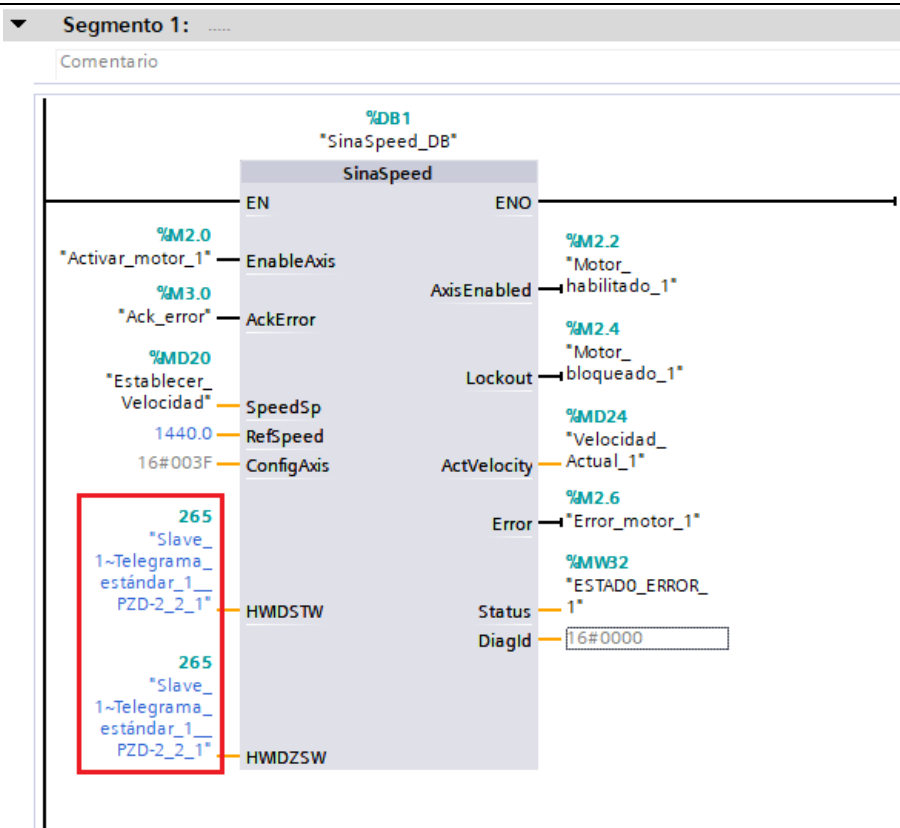 Segmento 1: .....
Comentario
%DB1
"SinaSpeed_DB"
SinaSpeed
EN
ENO
%M2.0
"Activar_motor_1"
EnableAxis
%M2.2
"Motor_
habilitado_1"
AxisEnabled
%M3.0
"Ack_error"
AckError
%M2.4
"Motor_
bloqueado_1"
Lockout
%MD20
"Establecer_
Velocidad"
SpeedSp
1440.0
RefSpeed
16#003F
ConfigAxis
%MD24
"Velocidad_
Actual_1"
ActVelocity
%M2.6
"Error_motor_1"
Error
265
"Slave_
1~Telegrama_
estándar_1__
PZD-2_2_1"
HWIDSTW
%MW32
"ESTAD0_ERROR_
1"
Status
DiagId
16#0000
265
"Slave_
1~Telegrama_
estándar_1__
PZD-2_2_1"
HWIDZSW